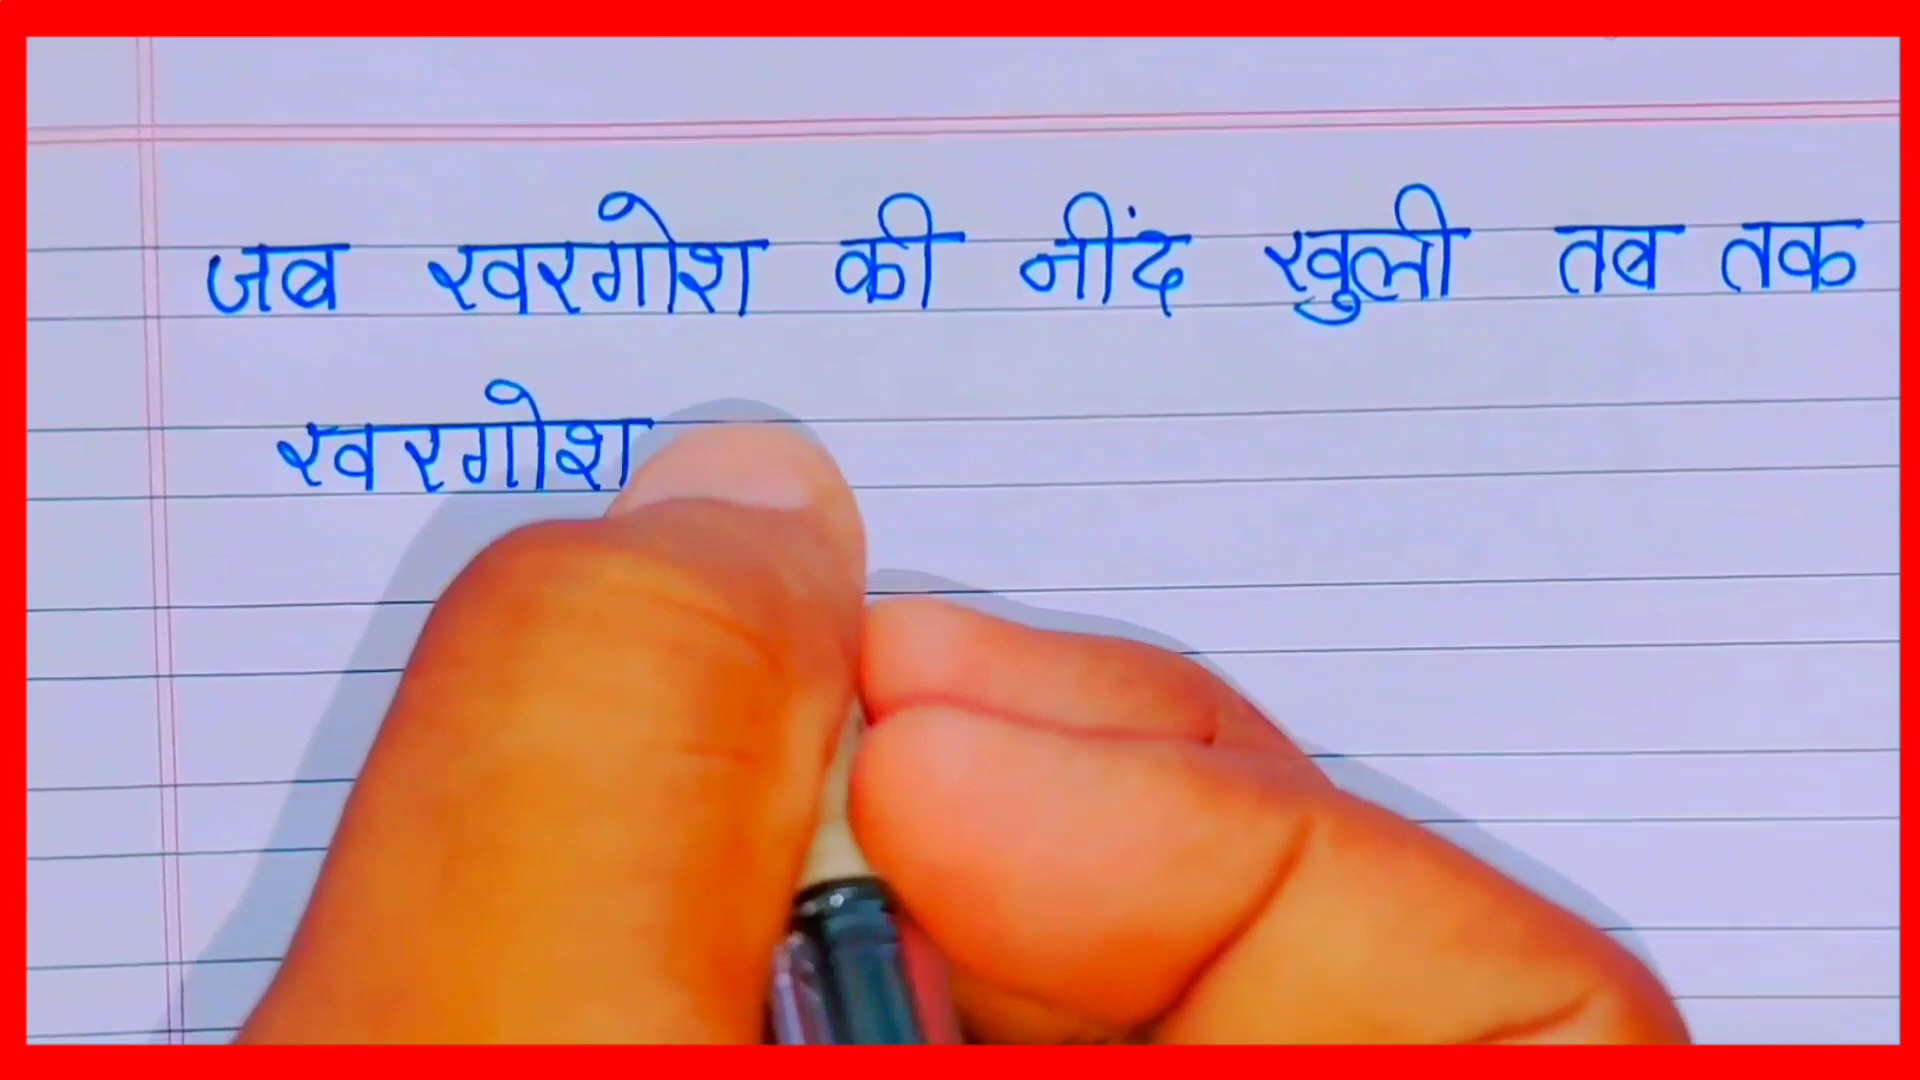 जब खरगोश की नींद खुली तब तक
खरगोश